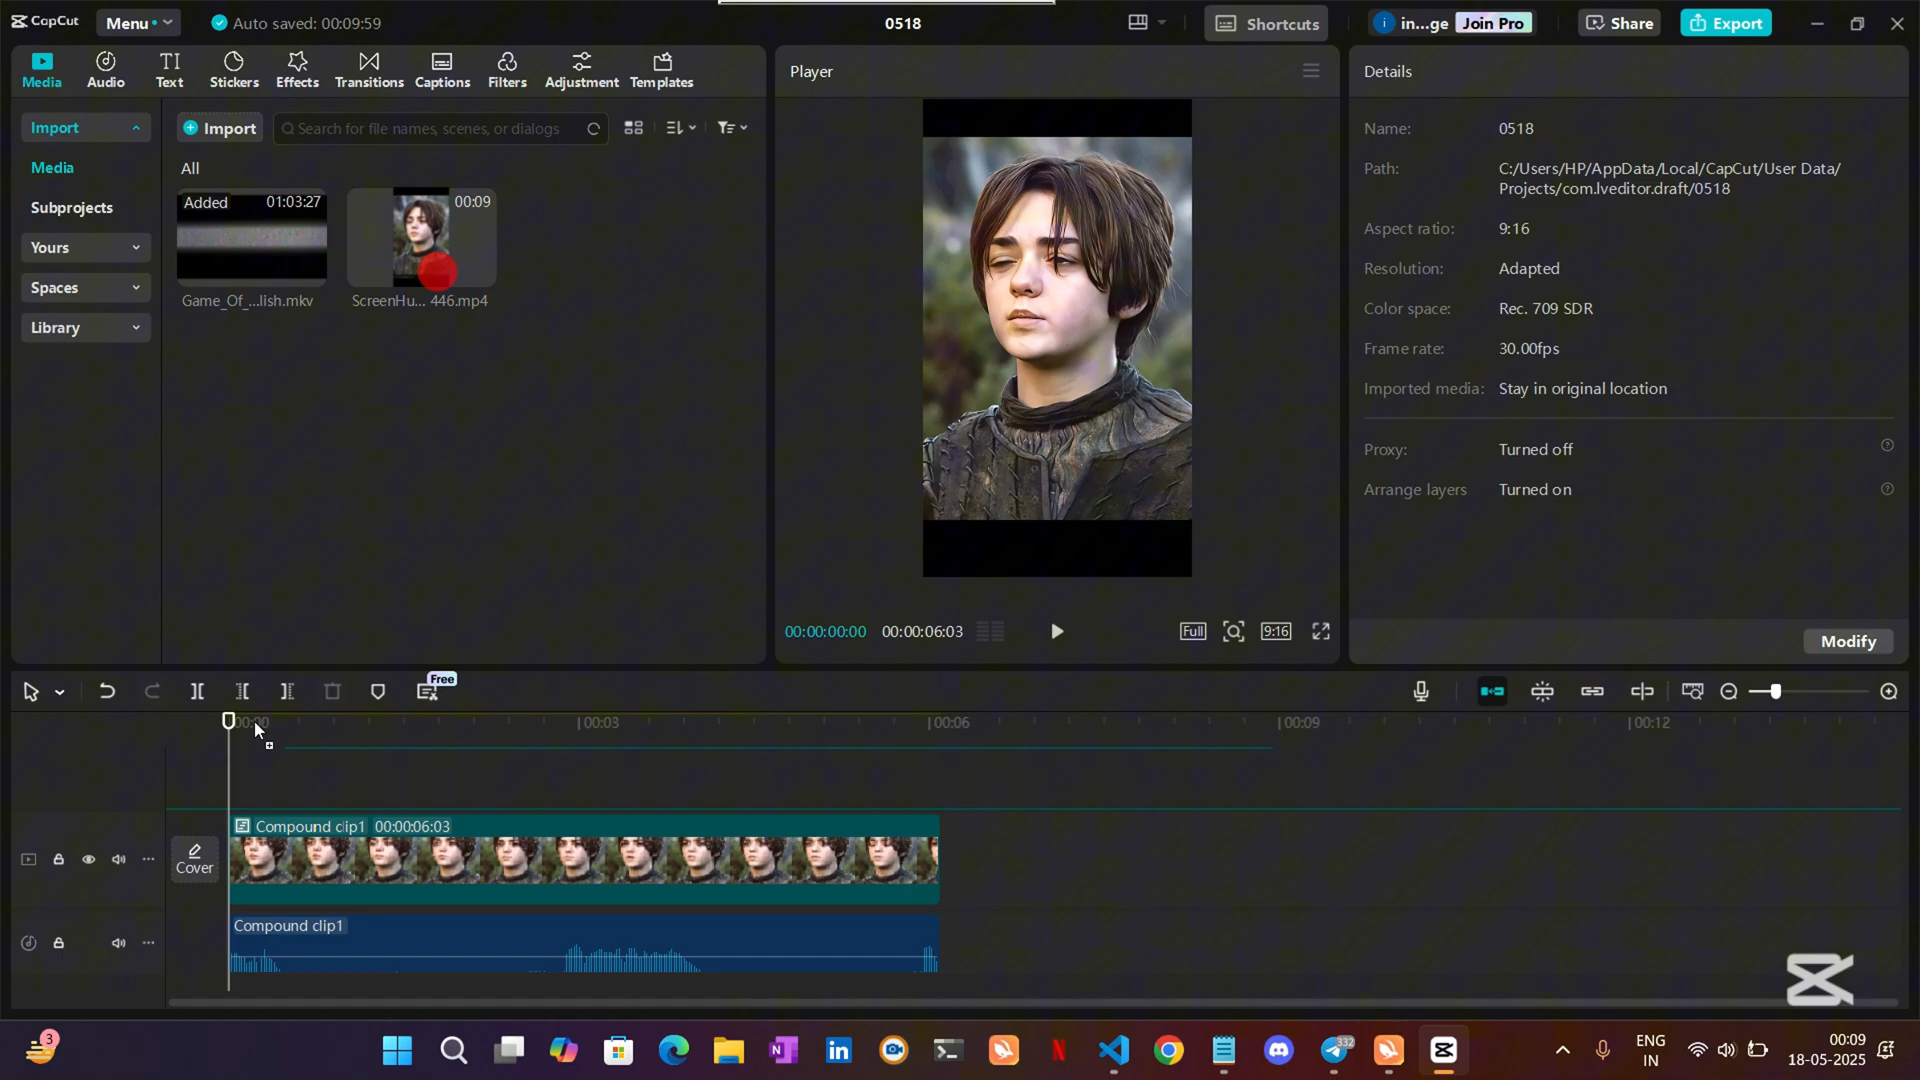 CapCut
Menu
Auto saved: 00:09:59
0518
Shortcuts
in...ge
Join Pro
Share
Export
Media
Audio
TI
Text
Stickers
Effects
Transitions
Captions
Filters
Adjustment
Templates
Player
Details
Import
Import
Search for file names, scenes, or dialogs
Media
Subprojects
Yours
Spaces
Library
All
Added
01:03:27
00:09
Game_Of_...lish.mkv
ScreenHu... 446.mp4
Name:
0518
Path:
C:/Users/HP/AppData/Local/CapCut/User Data/
Projects/com.lveditor.draft/0518
Aspect ratio:
9:16
Resolution:
Adapted
Color space:
Rec. 709 SDR
Frame rate:
30.00fps
Imported media:
Stay in original location
Proxy:
Turned off
Arrange layers
Turned on
Modify
00:00:00:00
00:00:06:03
Full
9:16
Free
00:00
00:03
00:06
00:09
00:12
Compound clip1
00:00:06:03
Cover
Compound clip1
3
332
ENG
IN
00:09
18-05-2025